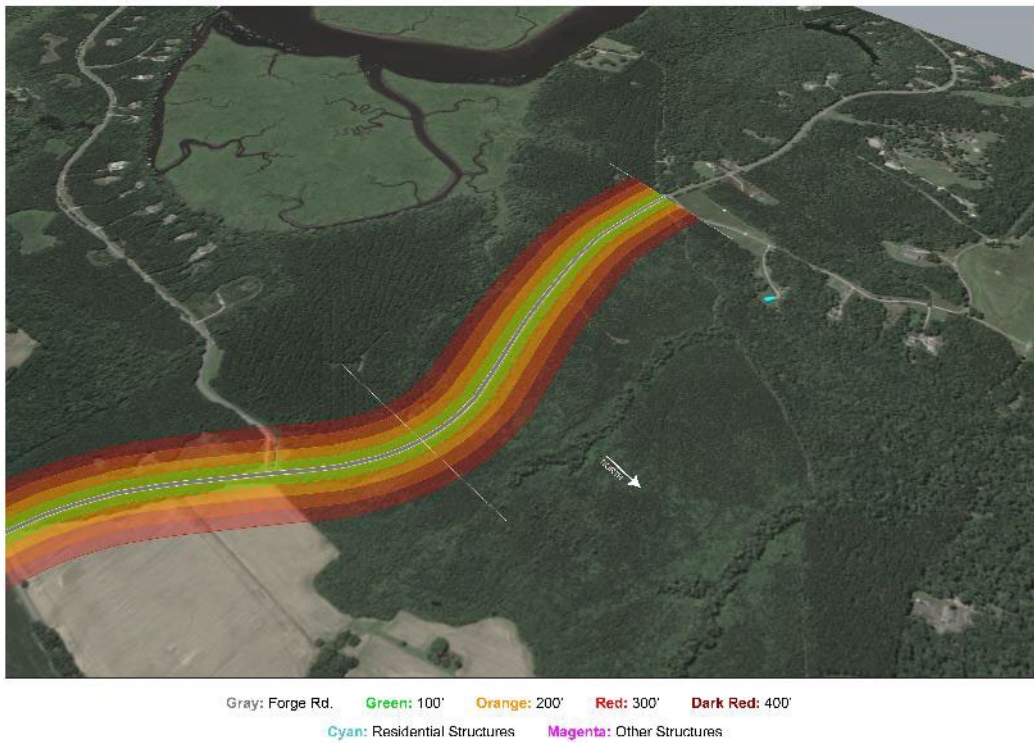 NORTH
Gray: Forge Rd. Green: 100' Orange: 200' Red: 300' Dark Red: 400'
Cyan: Residential Structures Magenta: Other Structures